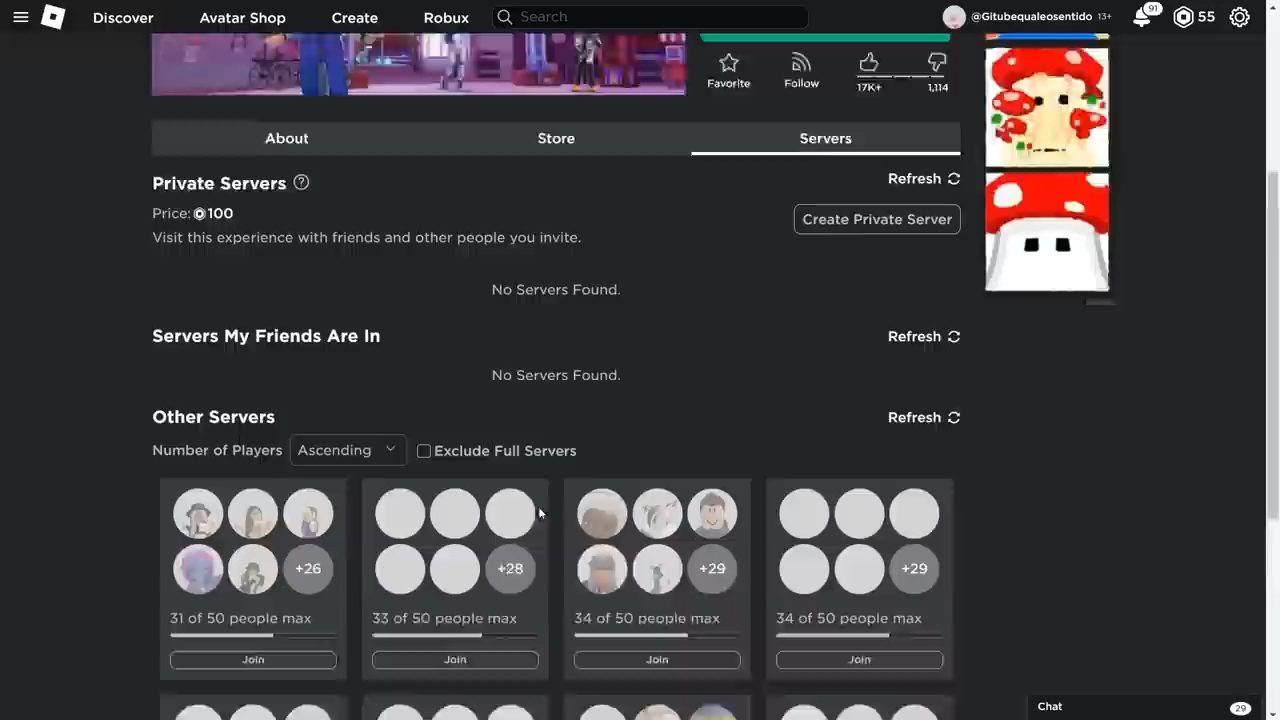 Discover Avatar Shop Create Robux Search @Gitubequaleosentido 13+ 91 55
Favorite Follow 17K+ 1,114
About Store Servers
Private Servers Refresh
Price: 100 Create Private Server
Visit this experience with friends and other people you invite.
No Servers Found.
Servers My Friends Are In Refresh
No Servers Found.
Other Servers Refresh
Number of Players Ascending Exclude Full Servers
+26 +28 +29 +29
31 of 50 people max 33 of 50 people max 34 of 50 people max 34 of 50 people max
Join Join Join Join
Chat 29